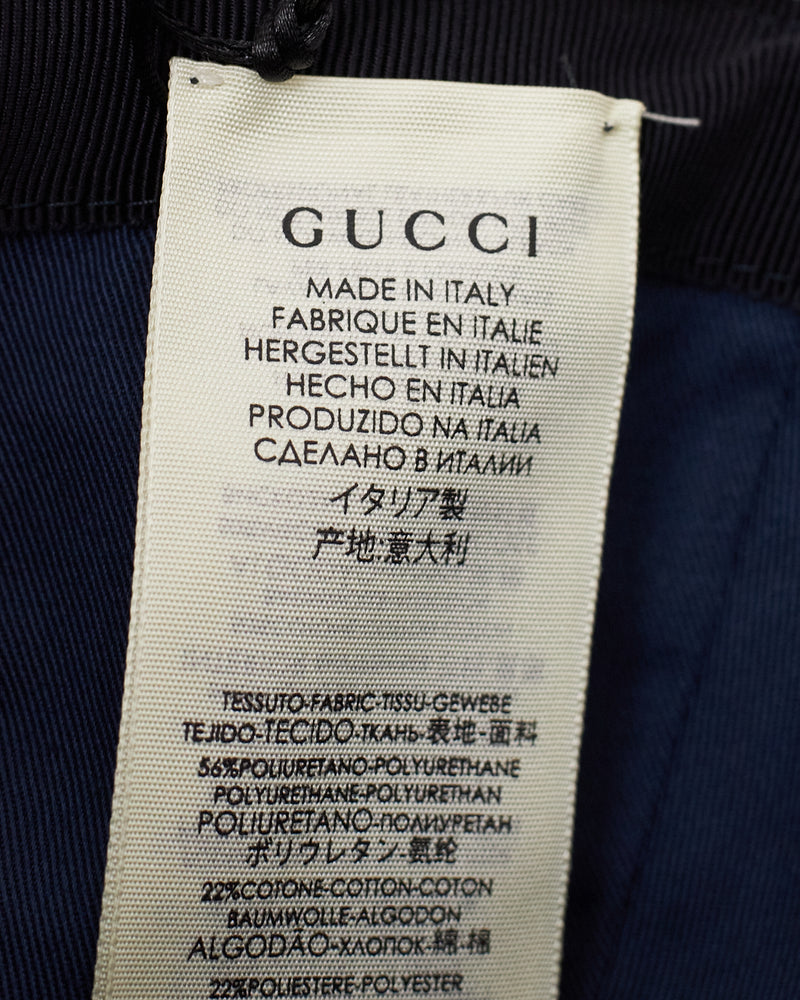 GUCCI
MADE IN ITALY
FABRIQUE EN ITALIE
HERGESTELLT IN ITALIEN
HECHO EN ITALIA
PRODUZIDO NA ITALIA
СДЕЛАНО В ИТАЛИИ
イタリア製
产地:意大利
TESSUTO-FABRIC-TISSU-GEWEBE
TEJIDO-TECIDO-ТКАНЬ-表地-面料
56%POLIURETANO-POLYURETHANE
POLYURETHANE-POLYURETHAN
POLIURETANO-ПОЛИУРЕТАН
ポリウレタン-氨纶
22%COTONE-COTTON-COTON
BAUMWOLLE-ALGODON
ALGODÃO-ХЛОПОК-綿-棉
22%POLIESTERE-POLYESTER